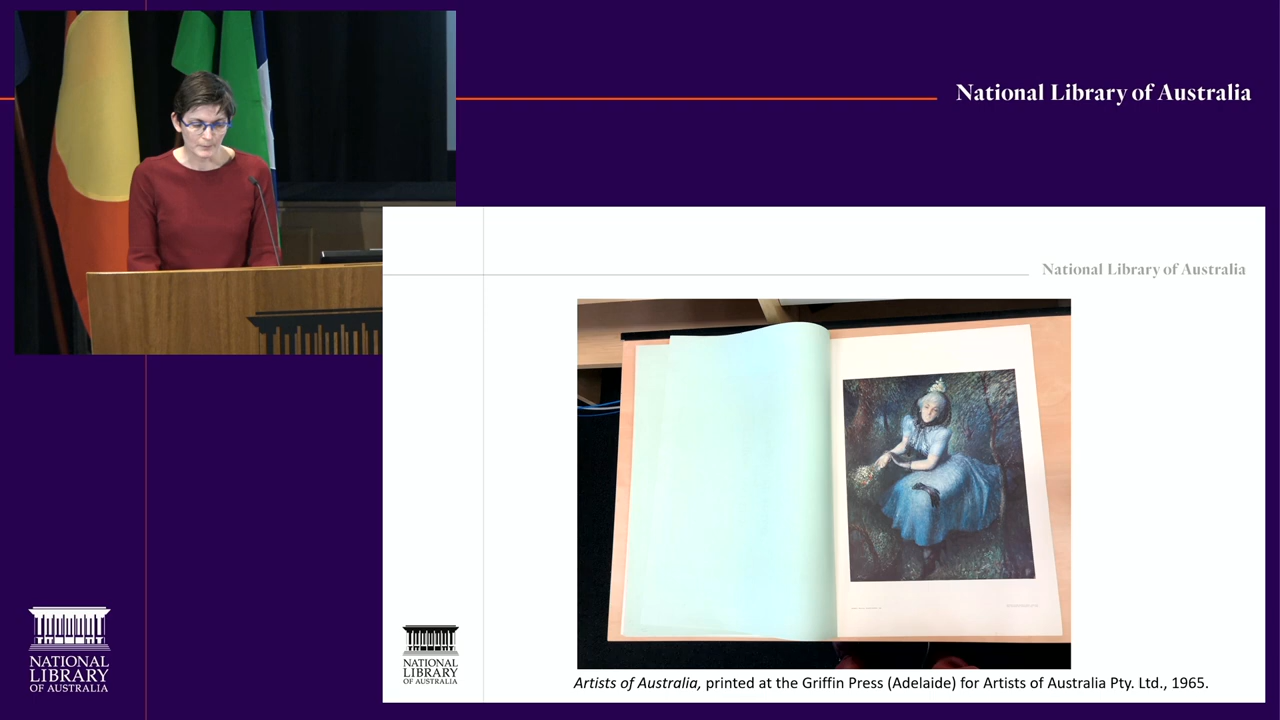 National Library of Australia
National Library of Australia
NATIONAL
LIBRARY
OF AUSTRALIA
NATIONAL
LIBRARY
OF AUSTRALIA
Artists of Australia, printed at the Griffin Press (Adelaide) for Artists of Australia Pty. Ltd., 1965.